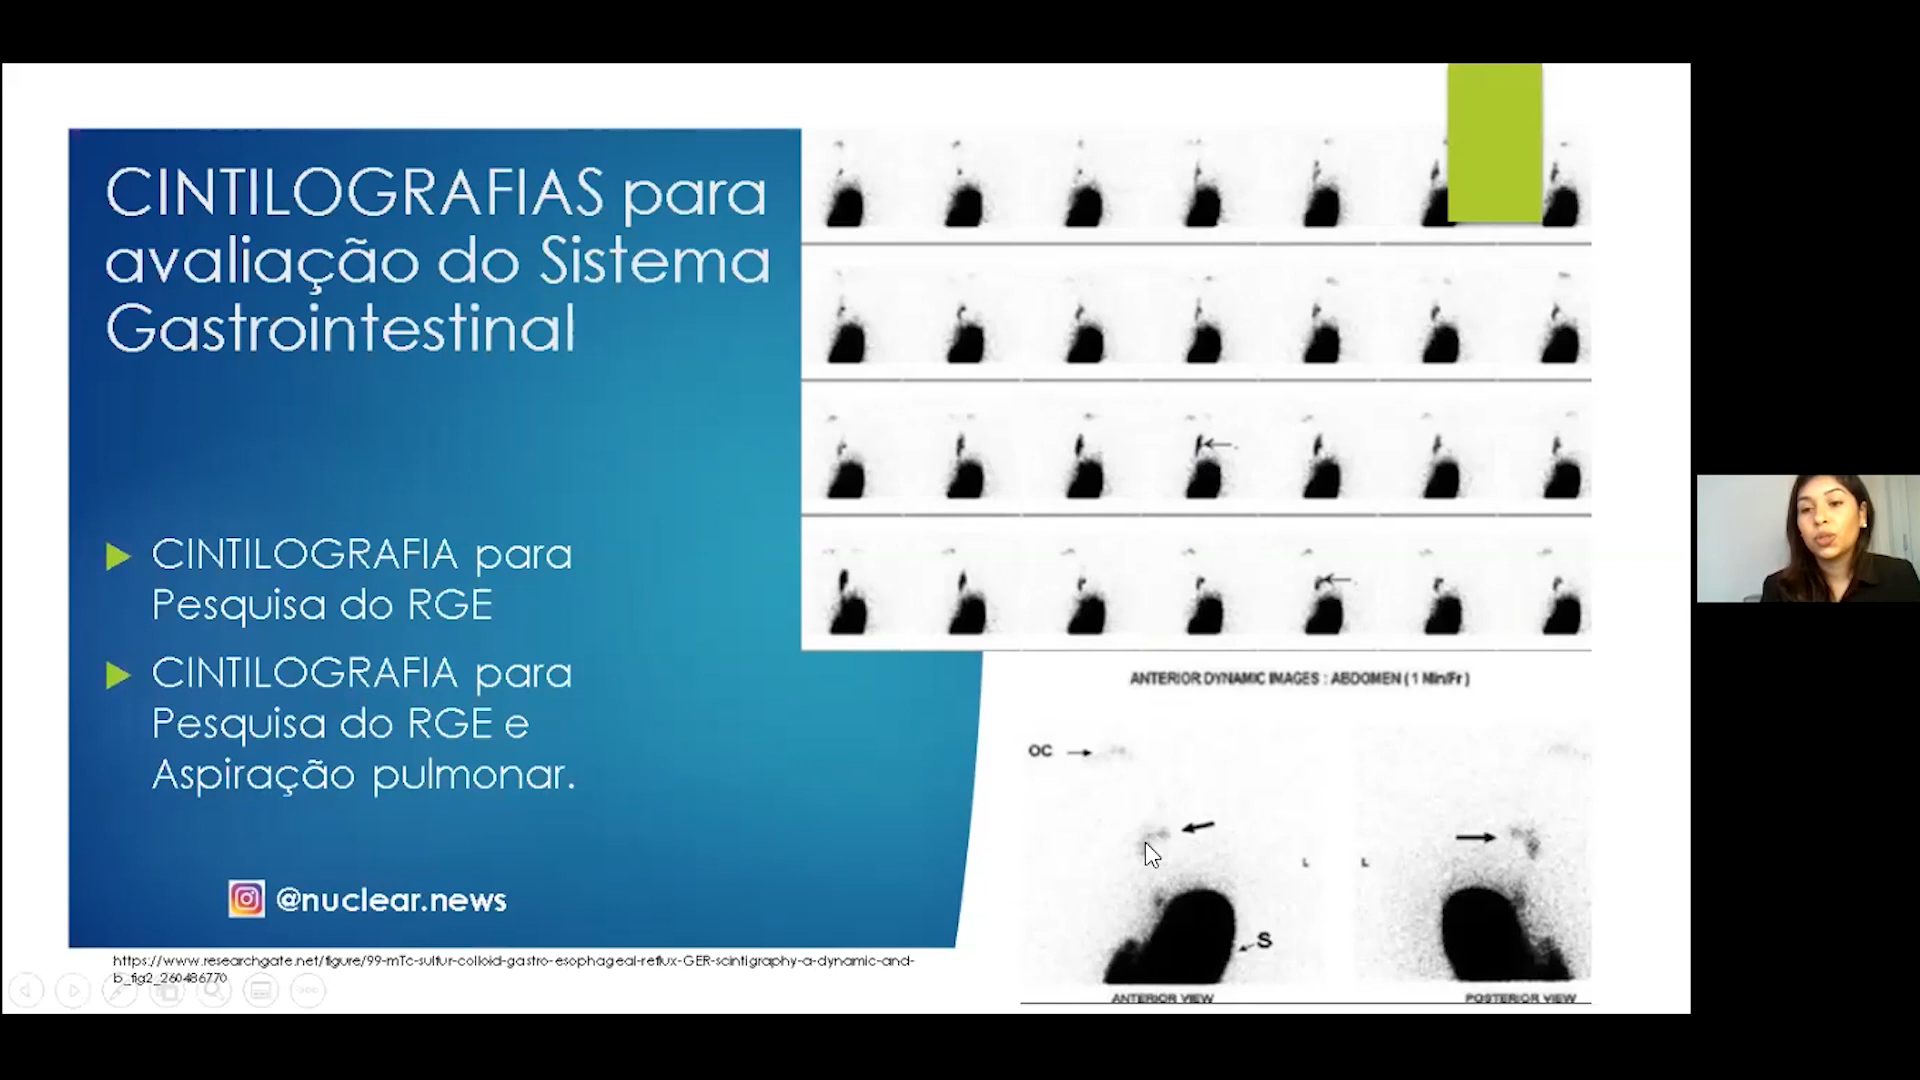 CINTILOGRAFIAS para
avaliação do Sistema
Gastrointestinal
CINTILOGRAFIA para
Pesquisa do RGE
CINTILOGRAFIA para
Pesquisa do RGE e
Aspiração pulmonar.
@nuclear.news
https://www.researchgate.net/figure/99-mTc-sulfur-colloid-gastro-esophageal-reflux-GER-scintigraphy-a-dynamic-and-
b_fig2_260486770
ANTERIOR DYNAMIC IMAGES : ABDOMEN ( 1 Min/Fr )
OC
L
L
S
ANTERIOR VIEW
POSTERIOR VIEW